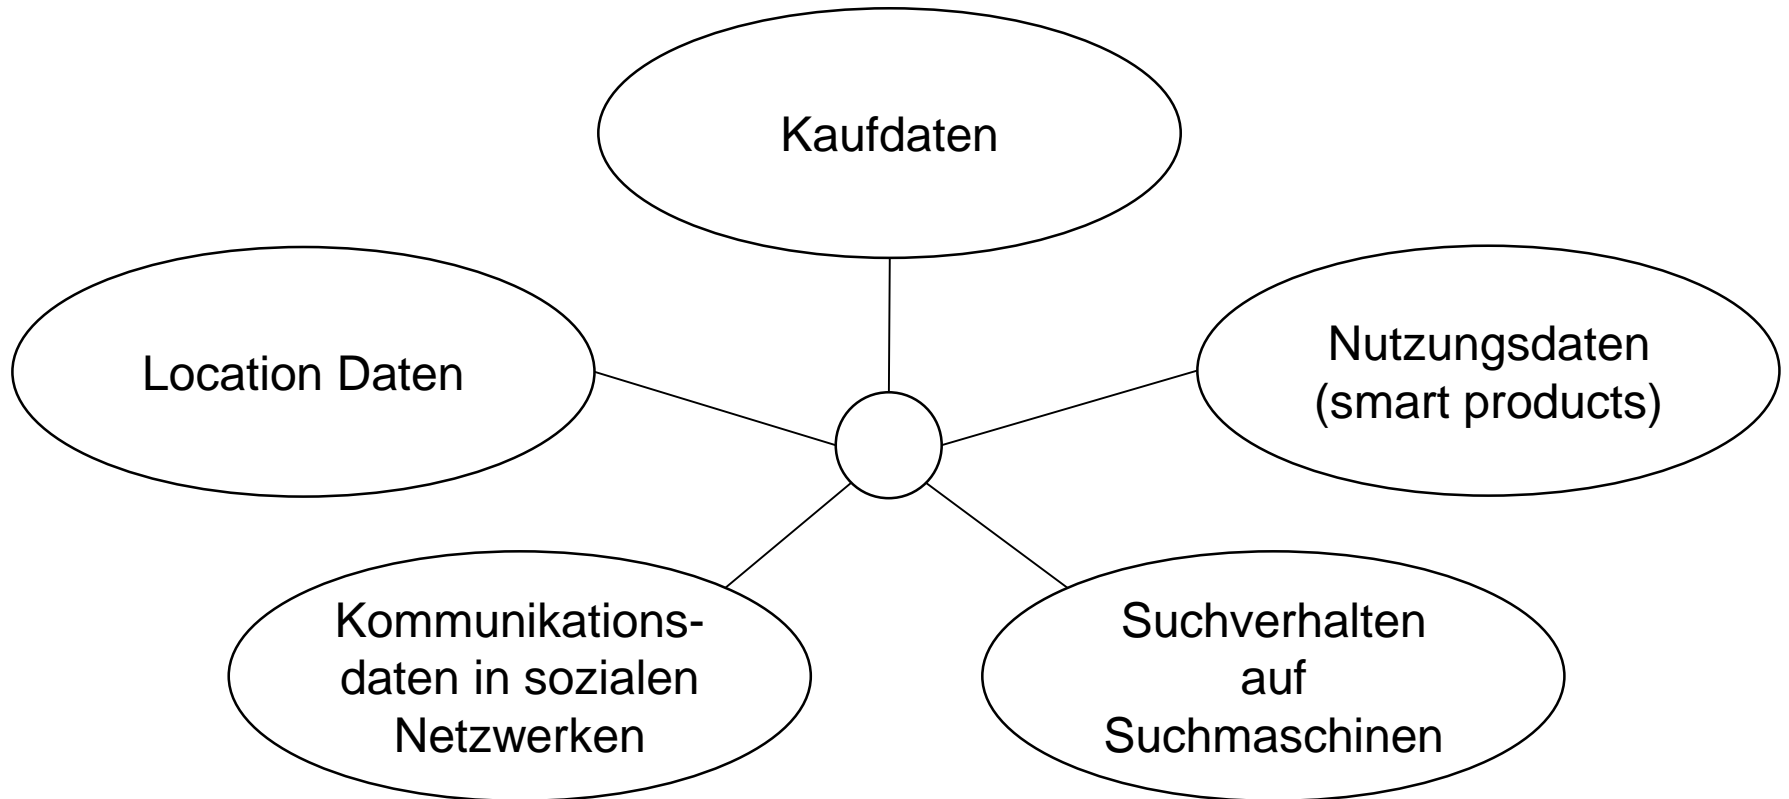 Kaufdaten
Location Daten
Nutzungsdaten
(smart products)
Kommunikations-
daten in sozialen
Netzwerken
Suchverhalten
auf
Suchmaschinen